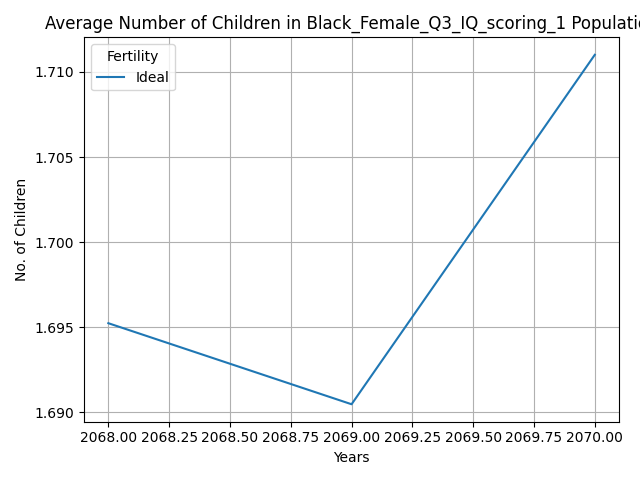 Average Number of Children in Black_Female_Q3_IQ_scoring_1 Populatio
Fertility
Ideal
1.710
1.705
1.700
1.695
1.690
No. of Children
2068.00 2068.25 2068.50 2068.75 2069.00 2069.25 2069.50 2069.75 2070.00
Years